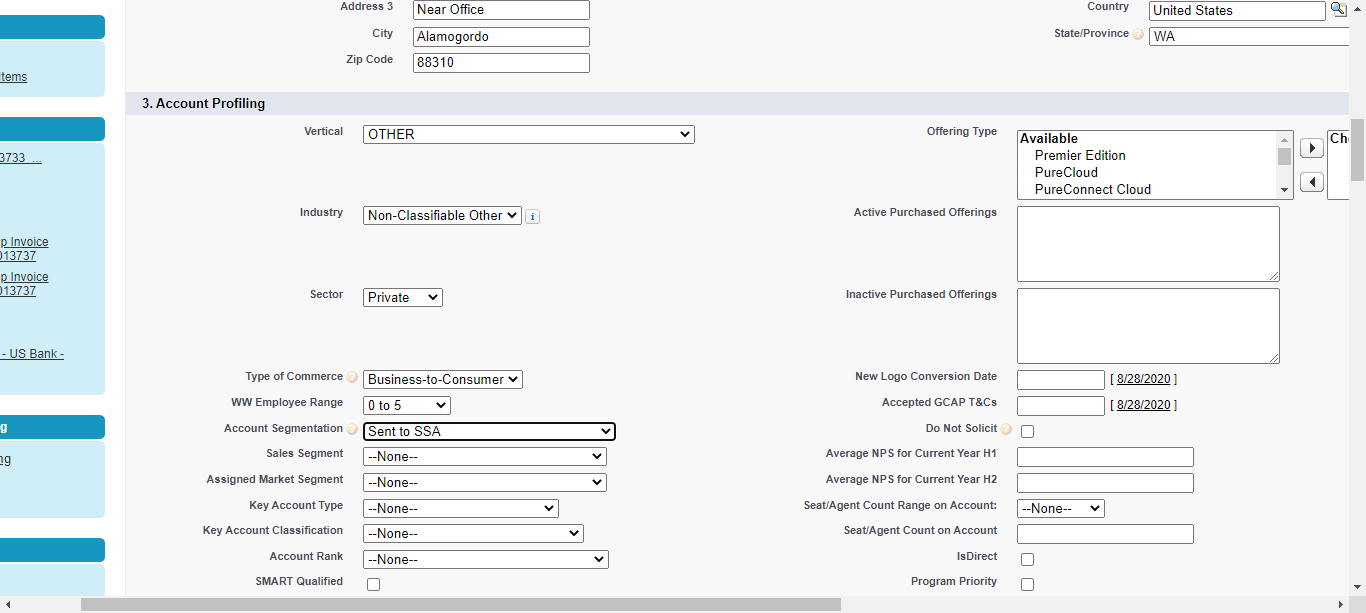 Address 3 Near Office Country United States
City Alamogordo State/Province ? WA
Zip Code 88310
Items
3. Account Profiling
3733 ...
p Invoice
013737
p Invoice
013737
- US Bank -
g
ng
Vertical OTHER
Offering Type Available
Premier Edition
PureCloud
PureConnect Cloud
Industry Non-Classifiable Other i
Active Purchased Offerings
Sector Private
Inactive Purchased Offerings
Type of Commerce ? Business-to-Consumer
New Logo Conversion Date [ 8/28/2020 ]
WW Employee Range 0 to 5
Accepted GCAP T&Cs [ 8/28/2020 ]
Account Segmentation ? Sent to SSA
Do Not Solicit ?
Sales Segment --None--
Average NPS for Current Year H1
Assigned Market Segment --None--
Average NPS for Current Year H2
Key Account Type --None--
Seat/Agent Count Range on Account: --None--
Key Account Classification --None--
Seat/Agent Count on Account
Account Rank --None--
IsDirect
SMART Qualified
Program Priority